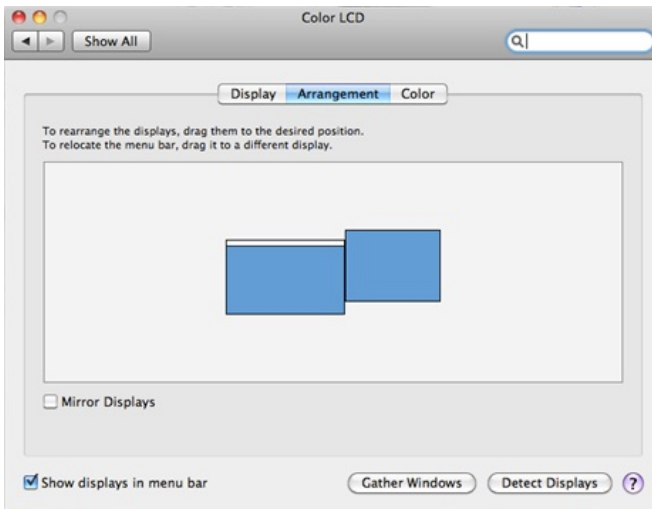 Color LCD
Show All
Display Arrangement Color
To rearrange the displays, drag them to the desired position.
To relocate the menu bar, drag it to a different display.
Mirror Displays
Show displays in menu bar Gather Windows Detect Displays ?